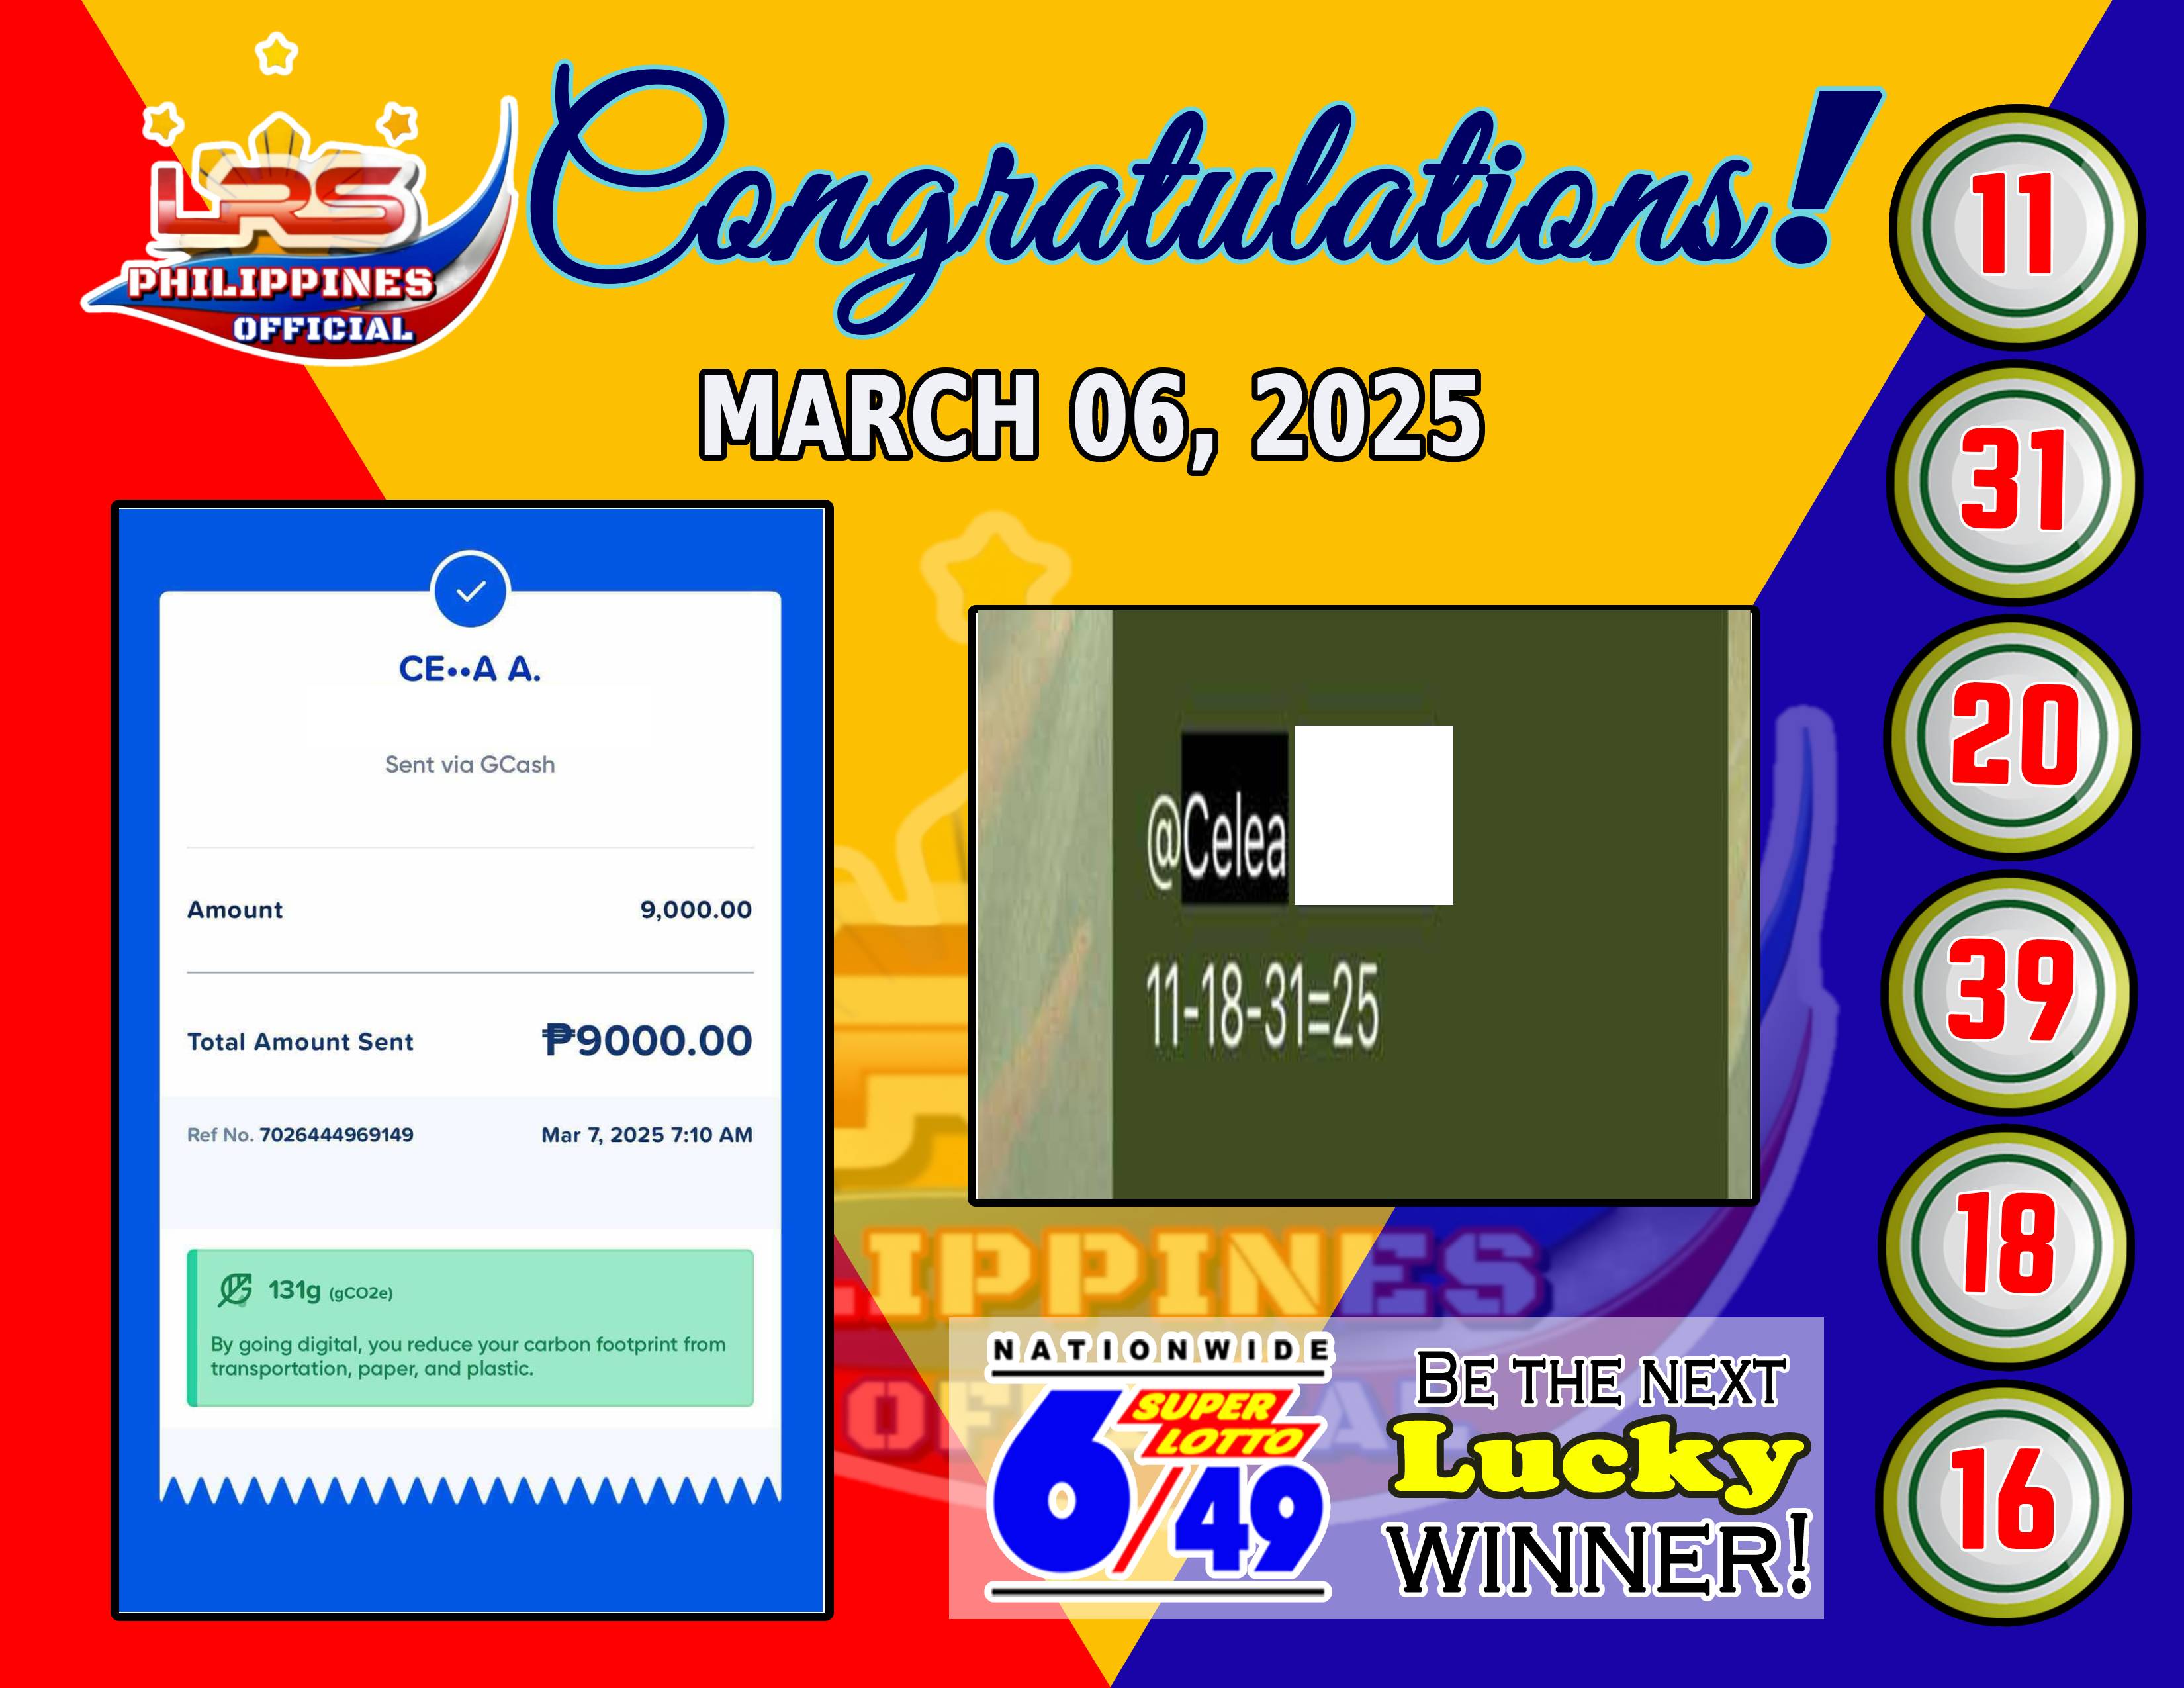 LRS
PHILIPPINES
OFFICIAL
Congratulations!
MARCH 06, 2025
CE••A A.
Sent via GCash
Amount 9,000.00
Total Amount Sent ₱9000.00
Ref No. 7026444969149 Mar 7, 2025 7:10 AM
131g (gCO2e)
By going digital, you reduce your carbon footprint from
transportation, paper, and plastic.
@Celea
11-18-31=25
LIPPINES
NATIONWIDE
SUPER
LOTTO
6/49
BE THE NEXT
Lucky
WINNER!
11
31
20
39
18
16